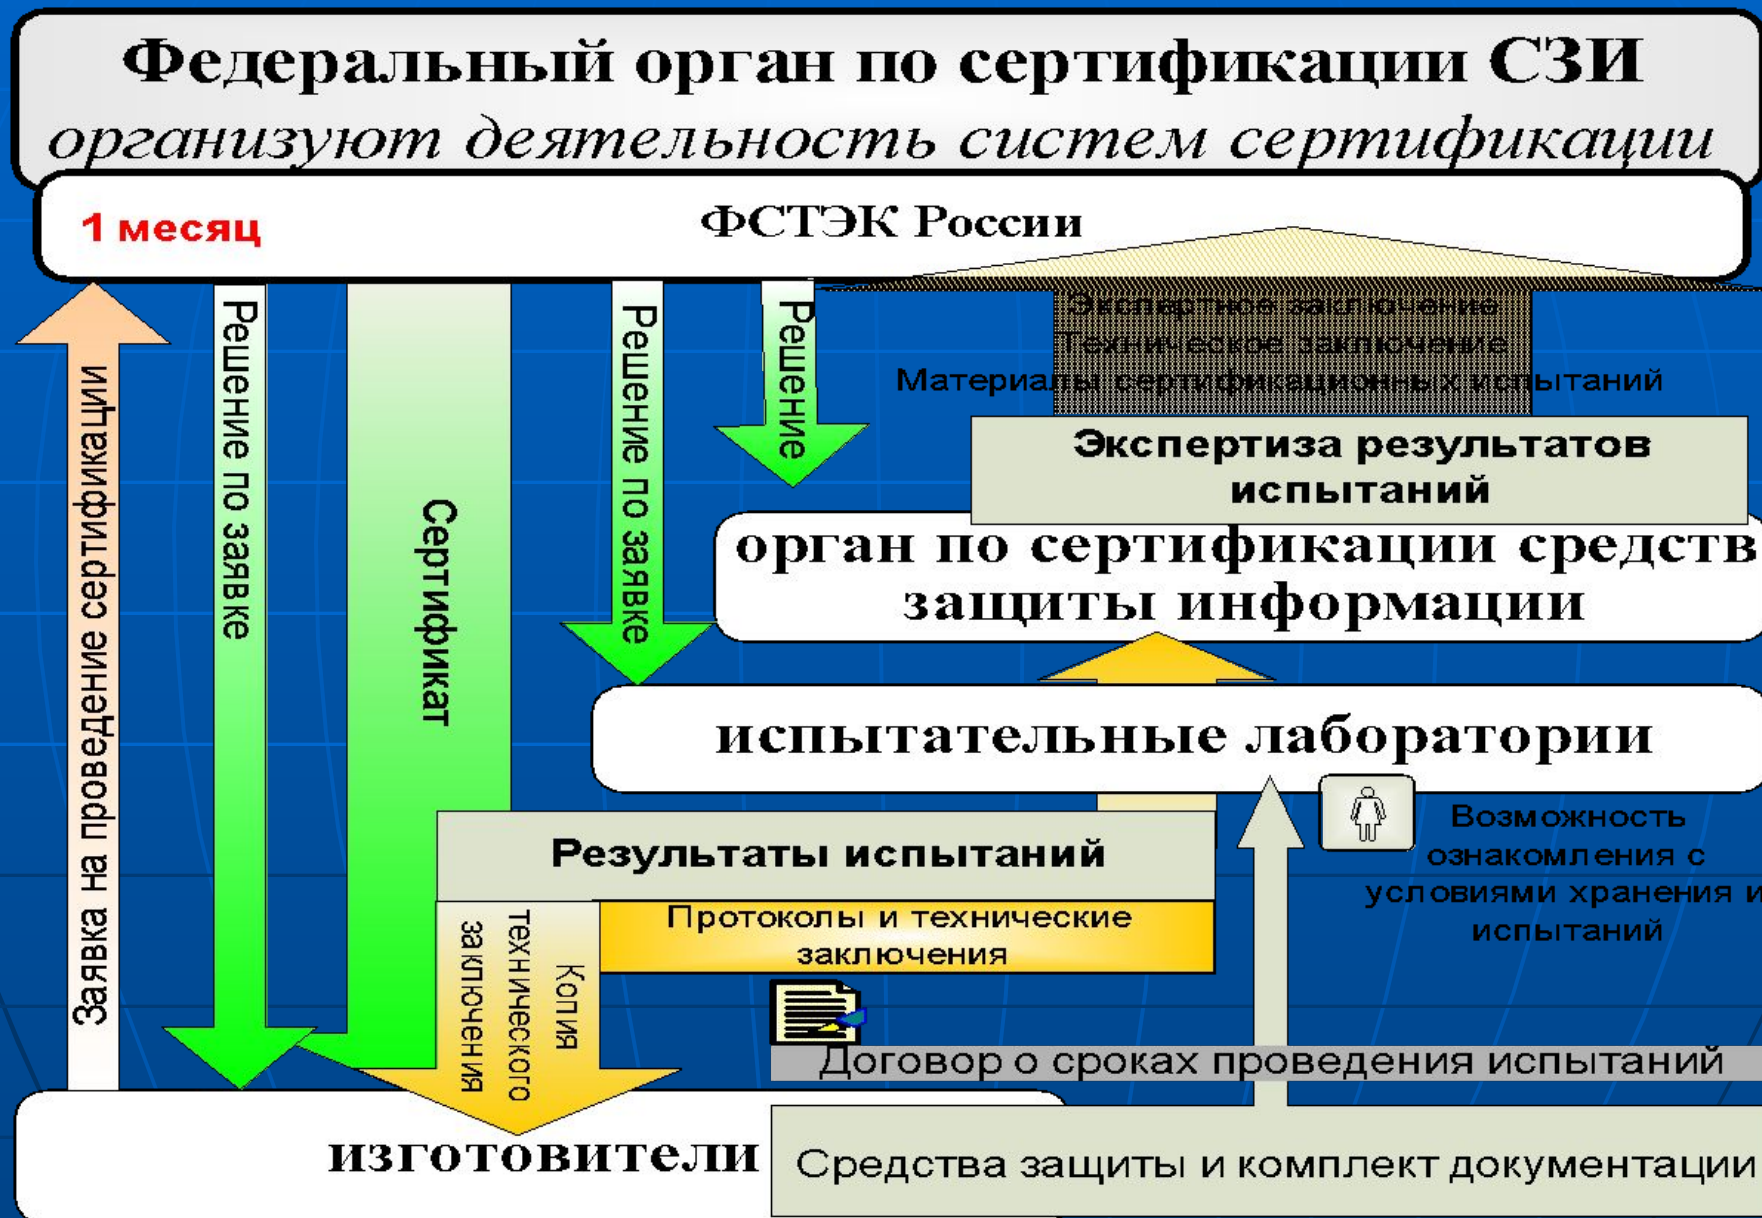 Федеральный орган по сертификации СЗИ
организуют деятельность систем сертификации
1 месяц
ФСТЭК России
Заявка на проведение сертификации
Решение по заявке
Сертификат
Решение по заявке
Решение
Экспертное заключение
Техническое заключение
Материалы сертификационных испытаний
Экспертиза результатов
испытаний
орган по сертификации средств
защиты информации
испытательные лаборатории
Возможность
ознакомления с
условиями хранения и
испытаний
Результаты испытаний
Протоколы и технические
заключения
Копия
технического
заключения
Договор о сроках проведения испытаний
изготовители
Средства защиты и комплект документации